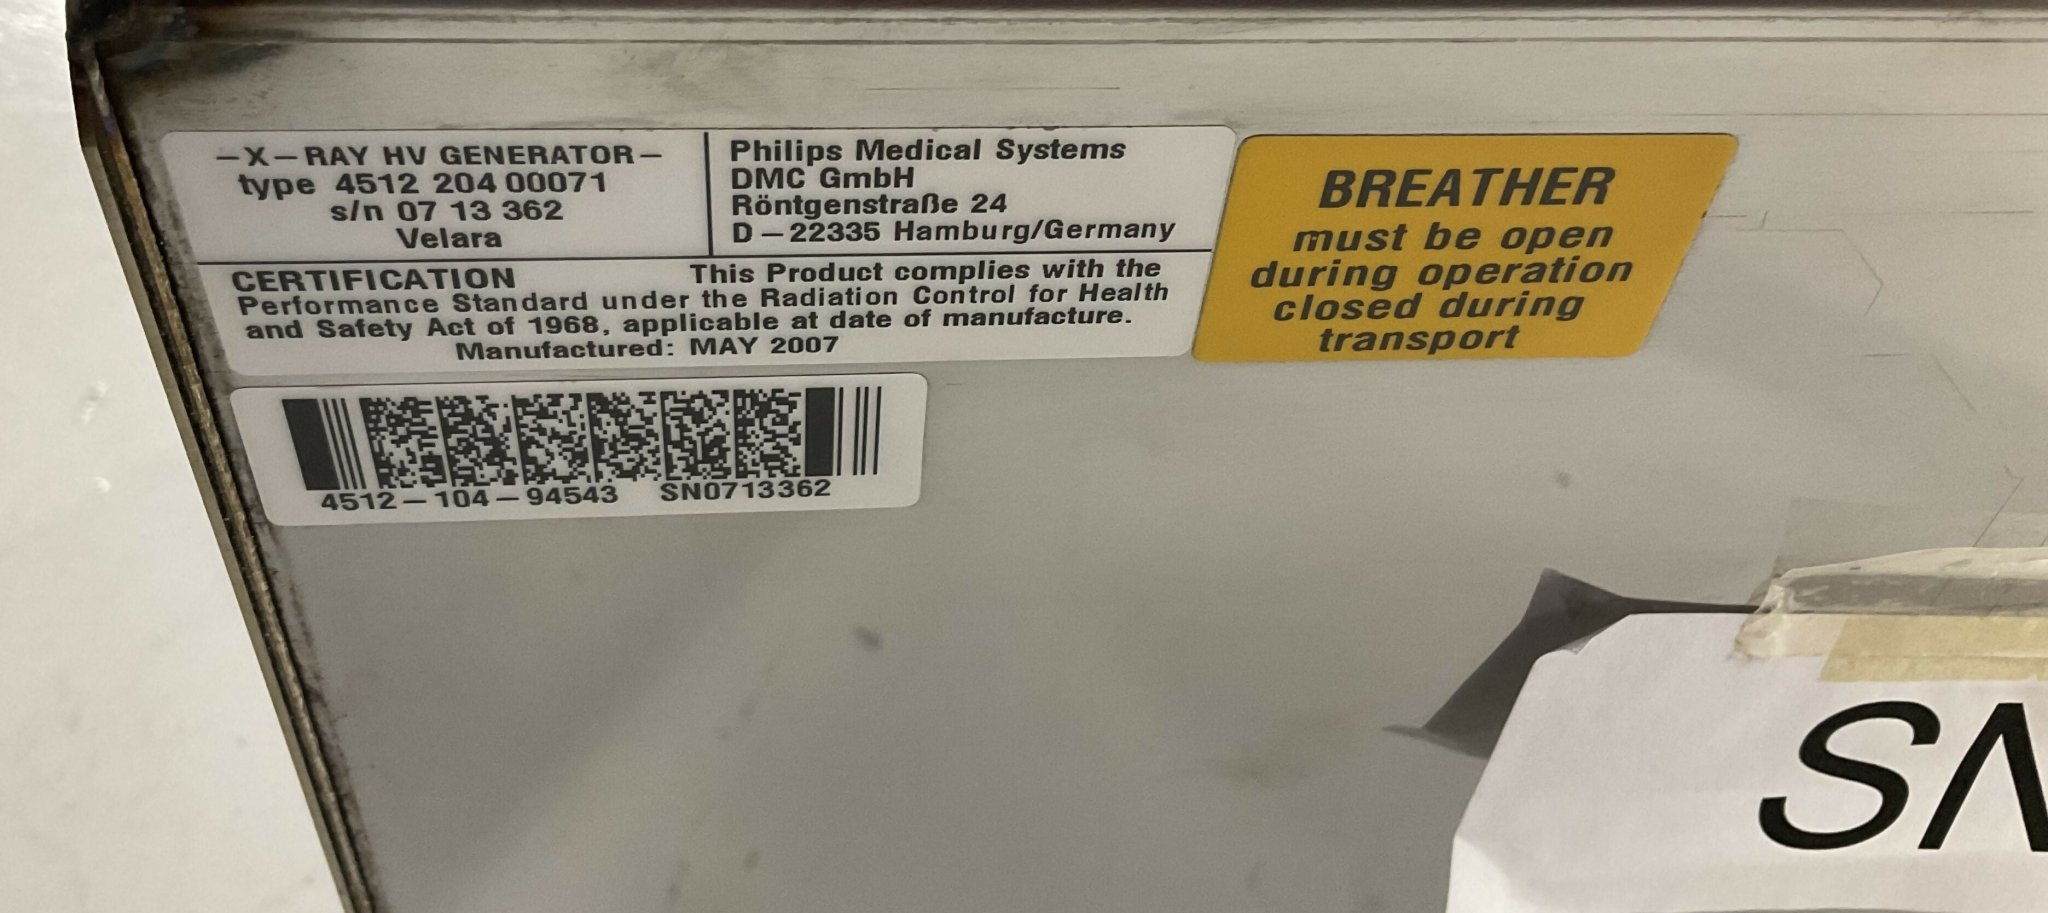 —X—RAY HV GENERATOR—
type 4512 204 00071
s/n 07 13 362
Velara
Philips Medical Systems
DMC GmbH
Röntgenstraße 24
D—22335 Hamburg/Germany
CERTIFICATION This Product complies with the
Performance Standard under the Radiation Control for Health
and Safety Act of 1968, applicable at date of manufacture.
Manufactured: MAY 2007
4512—104—94543 SN0713362
BREATHER
must be open
during operation
closed during
transport